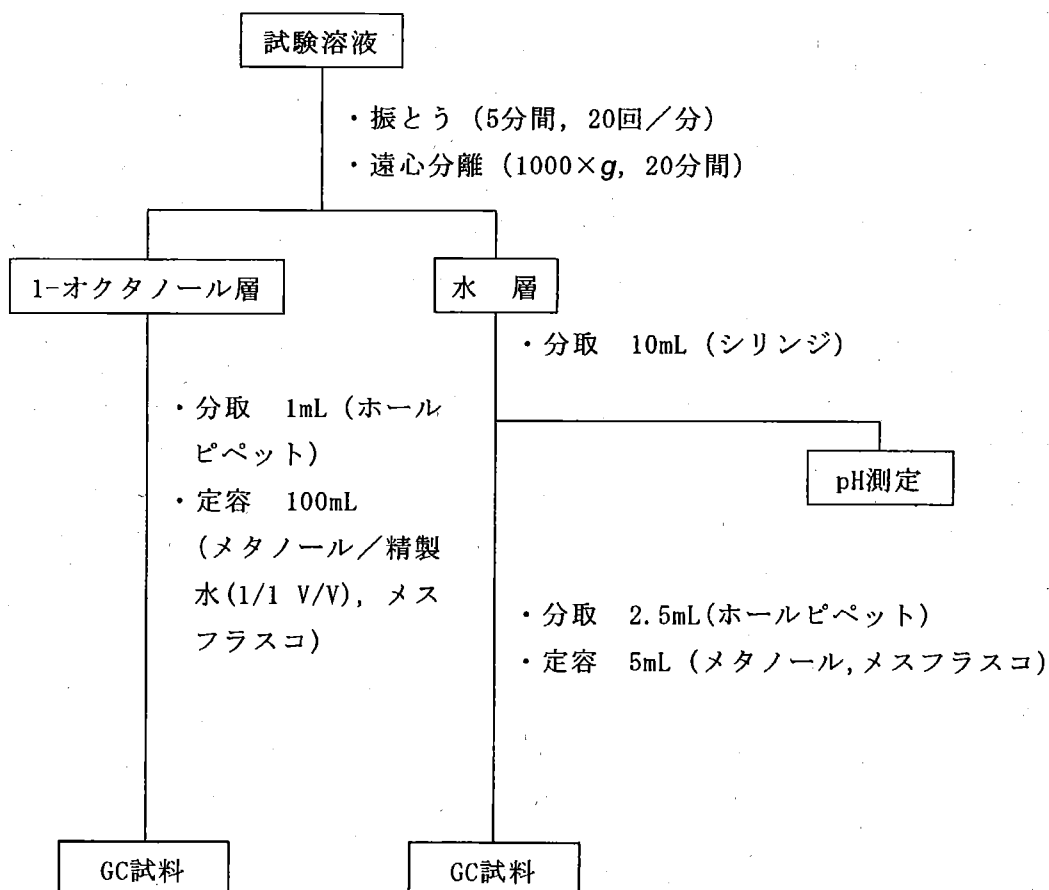 試験溶液
・振とう (5分間, 20回／分)
・遠心分離 (1000×g, 20分間)
1-オクタノール層
水　層
・分取　10mL (シリンジ)
・分取　1mL (ホール
ピペット)
・定容　100mL
(メタノール／精製
水(1/1 V/V), メス
フラスコ)
pH測定
・分取　2.5mL(ホールピペット)
・定容　5mL (メタノール,メスフラスコ)
GC試料
GC試料